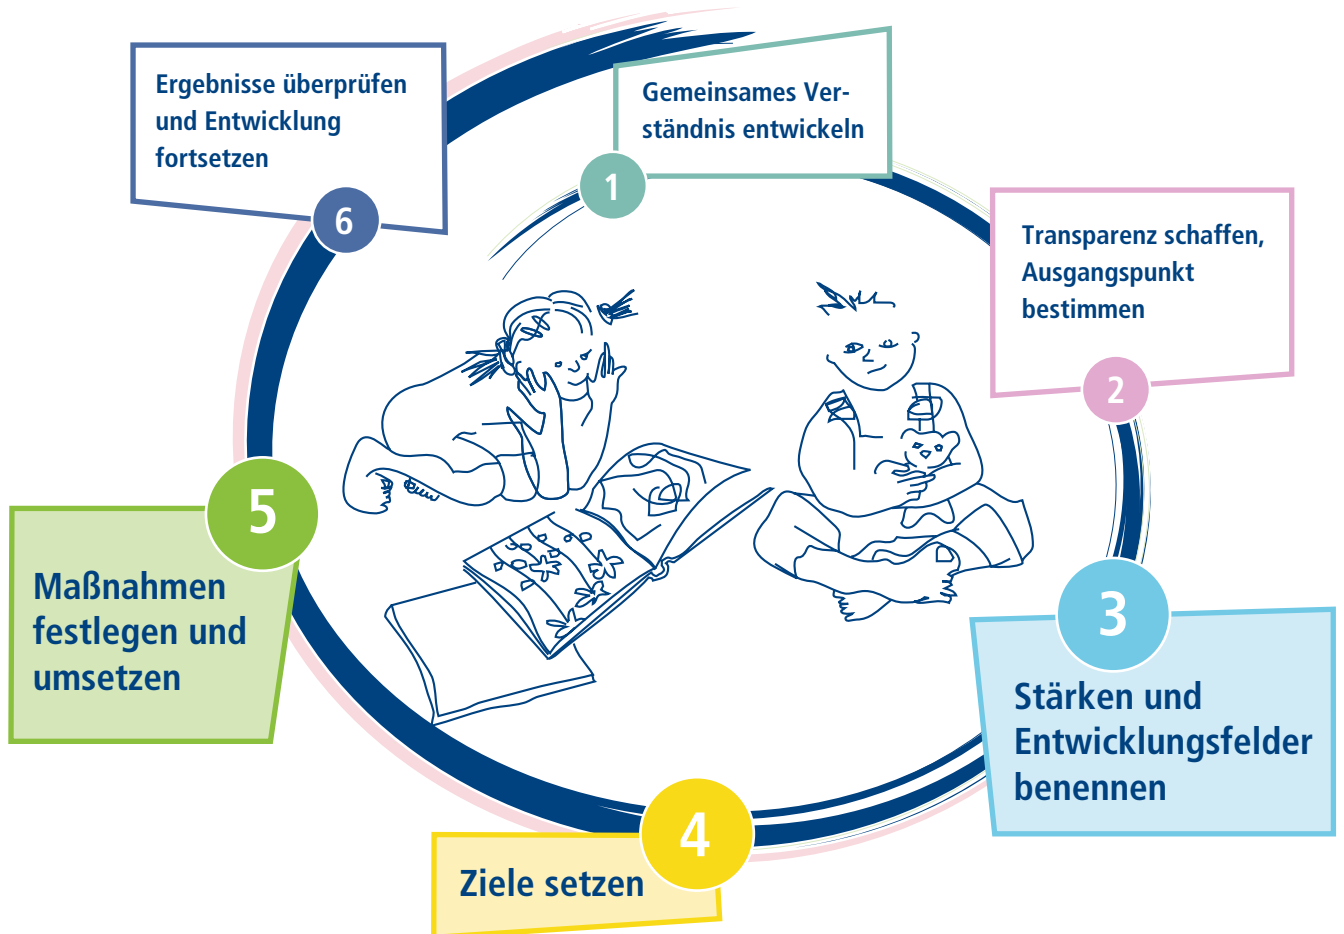 1
Gemeinsames Ver-
ständnis entwickeln
2
Transparenz schaffen,
Ausgangspunkt
bestimmen
3
Stärken und
Entwicklungsfelder
benennen
4
Ziele setzen
5
Maßnahmen
festlegen und
umsetzen
6
Ergebnisse überprüfen
und Entwicklung
fortsetzen